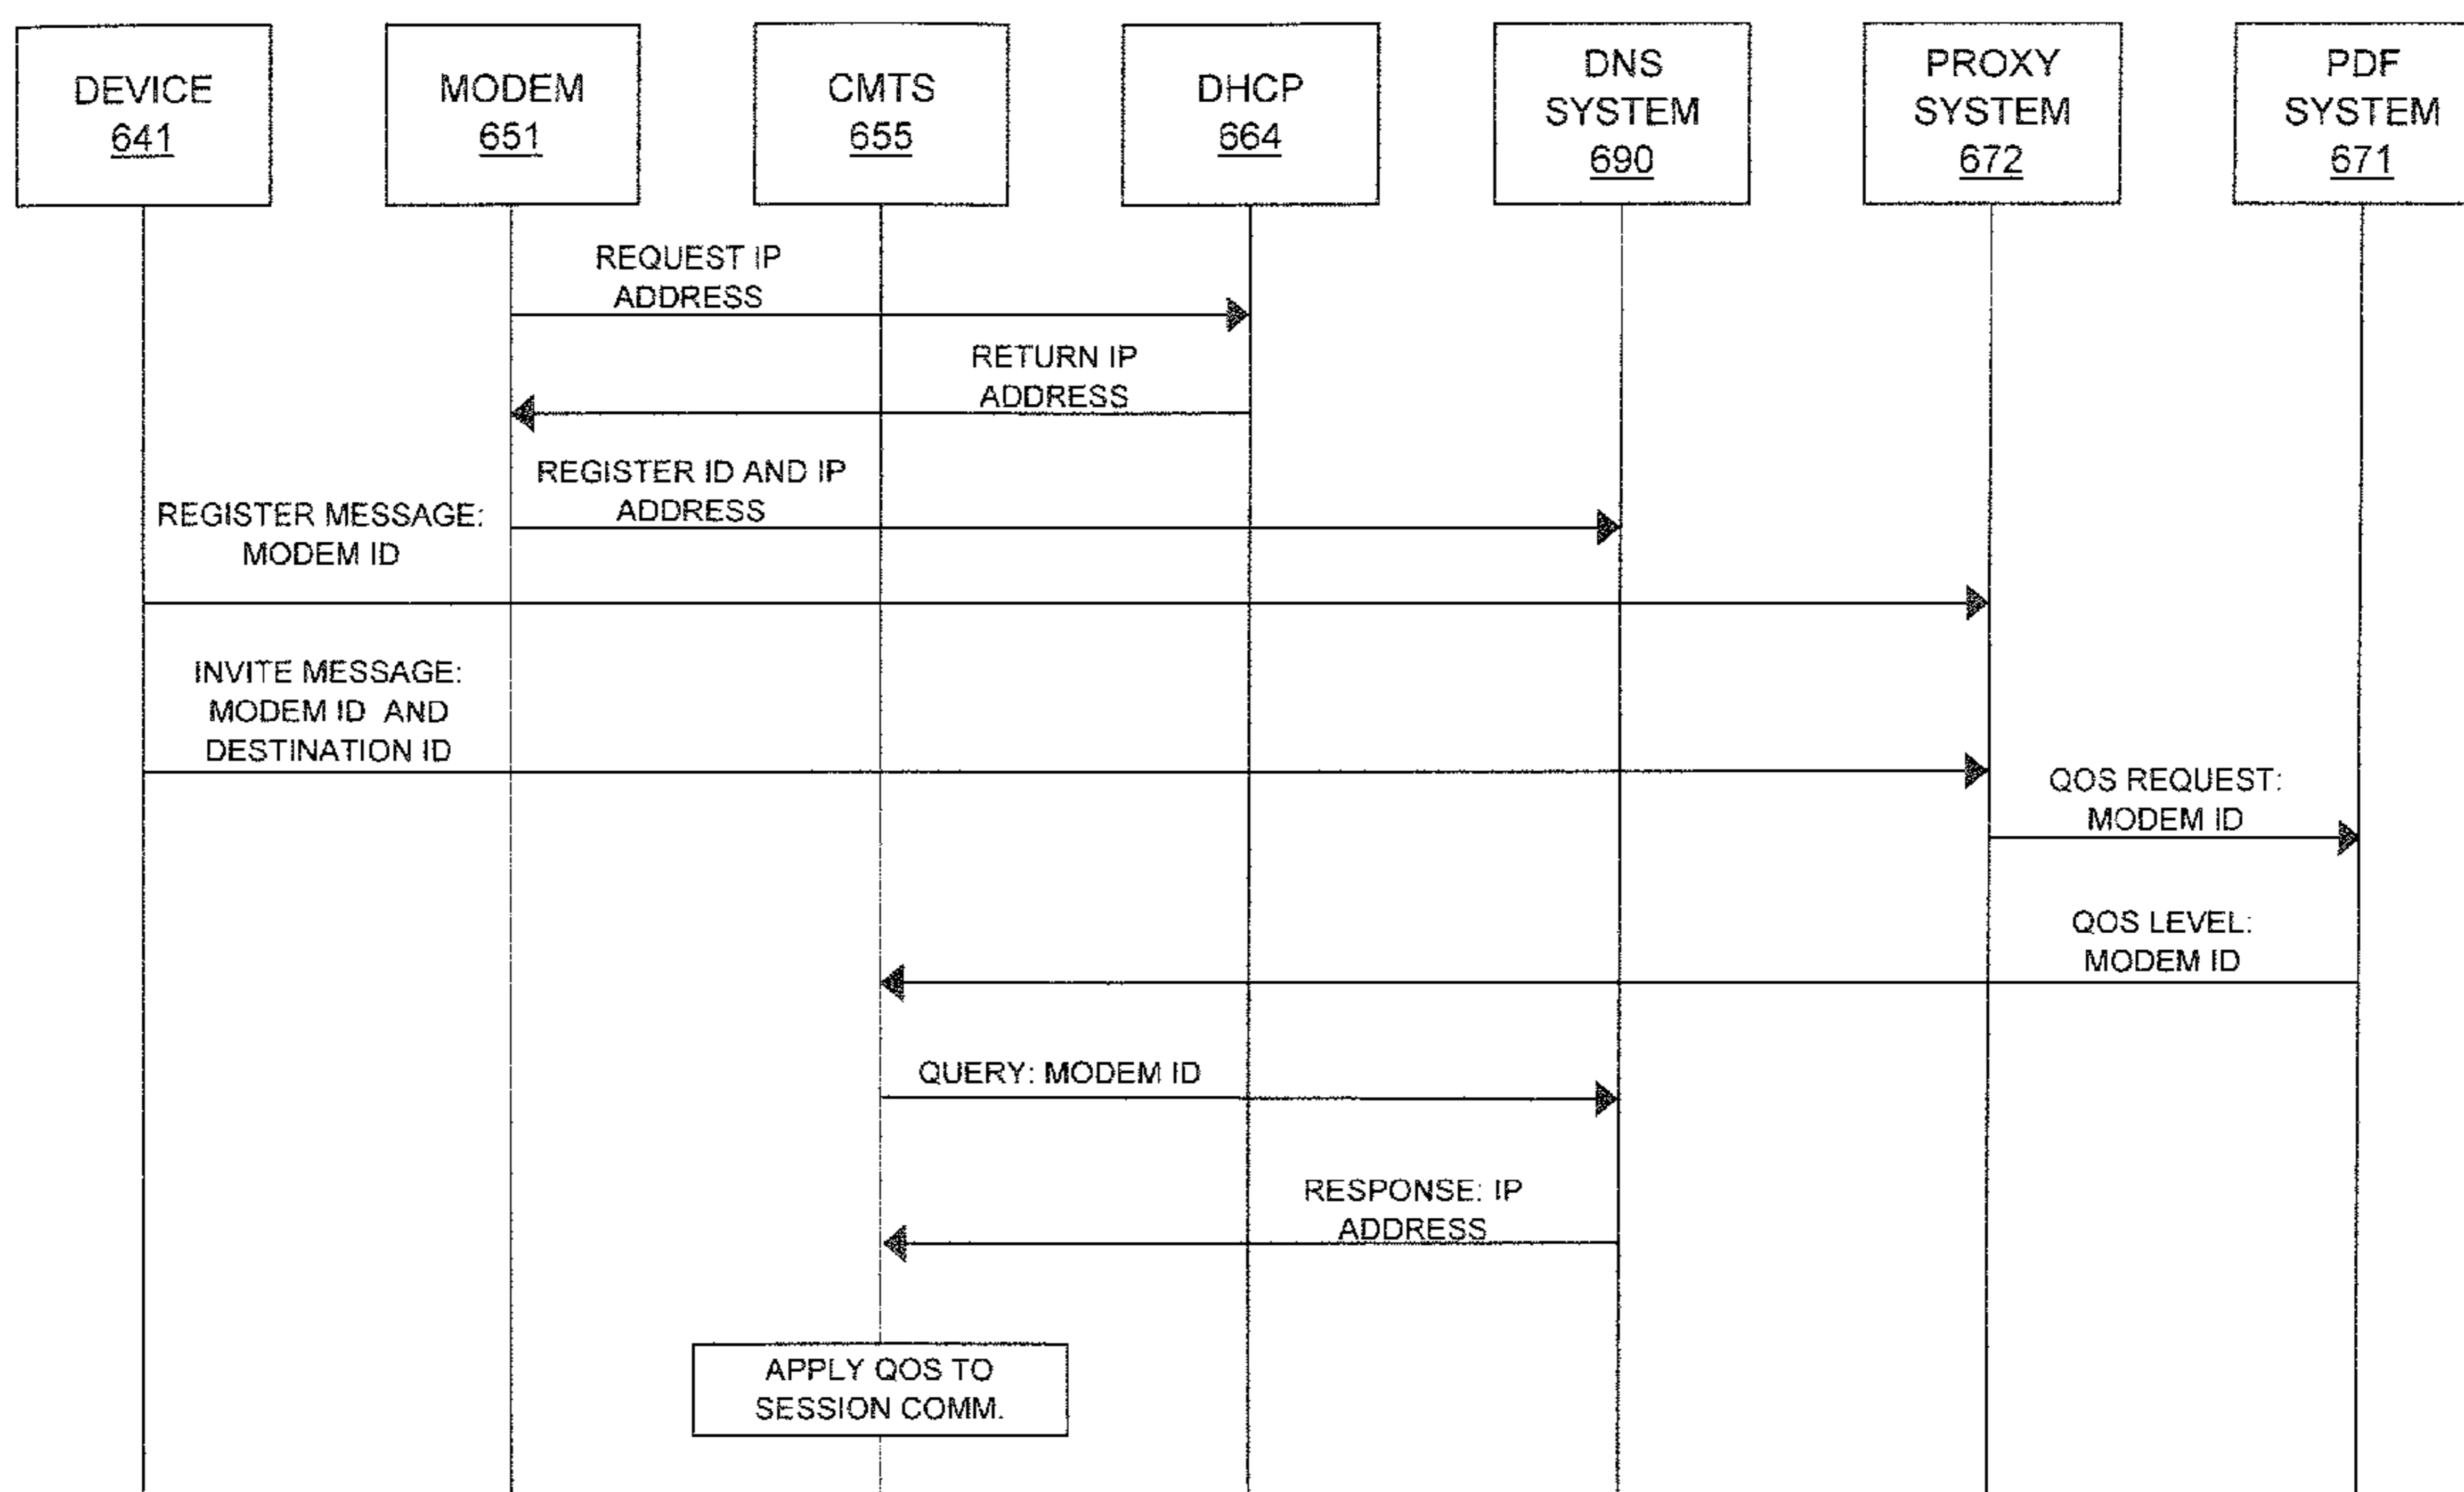 DEVICE
641
MODEM
651
CMTS
655
DHCP
664
DNS
SYSTEM
690
PROXY
SYSTEM
672
PDF
SYSTEM
671
REQUEST IP
ADDRESS
RETURN IP
ADDRESS
REGISTER ID AND IP
ADDRESS
REGISTER MESSAGE:
MODEM ID
INVITE MESSAGE:
MODEM ID AND
DESTINATION ID
QOS REQUEST:
MODEM ID
QOS LEVEL:
MODEM ID
QUERY: MODEM ID
RESPONSE: IP
ADDRESS
APPLY QOS TO
SESSION COMM.